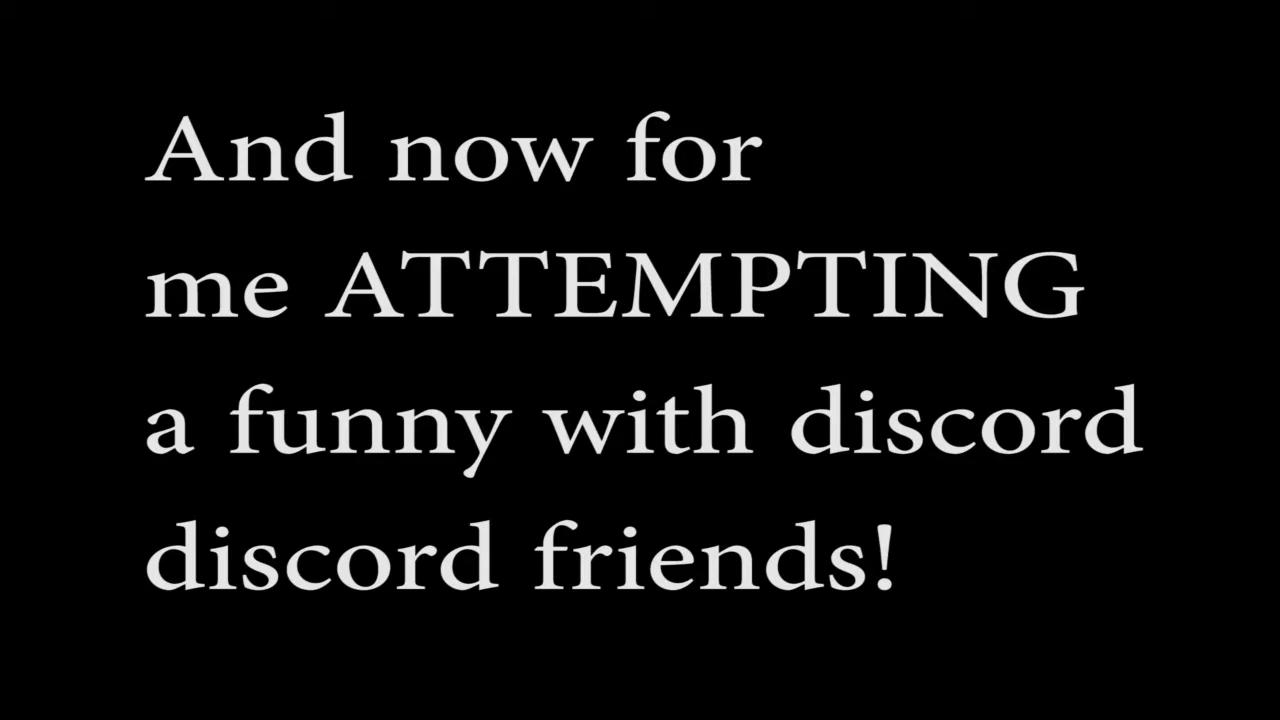 And now for
me ATTEMPTING
a funny with discord
discord friends!